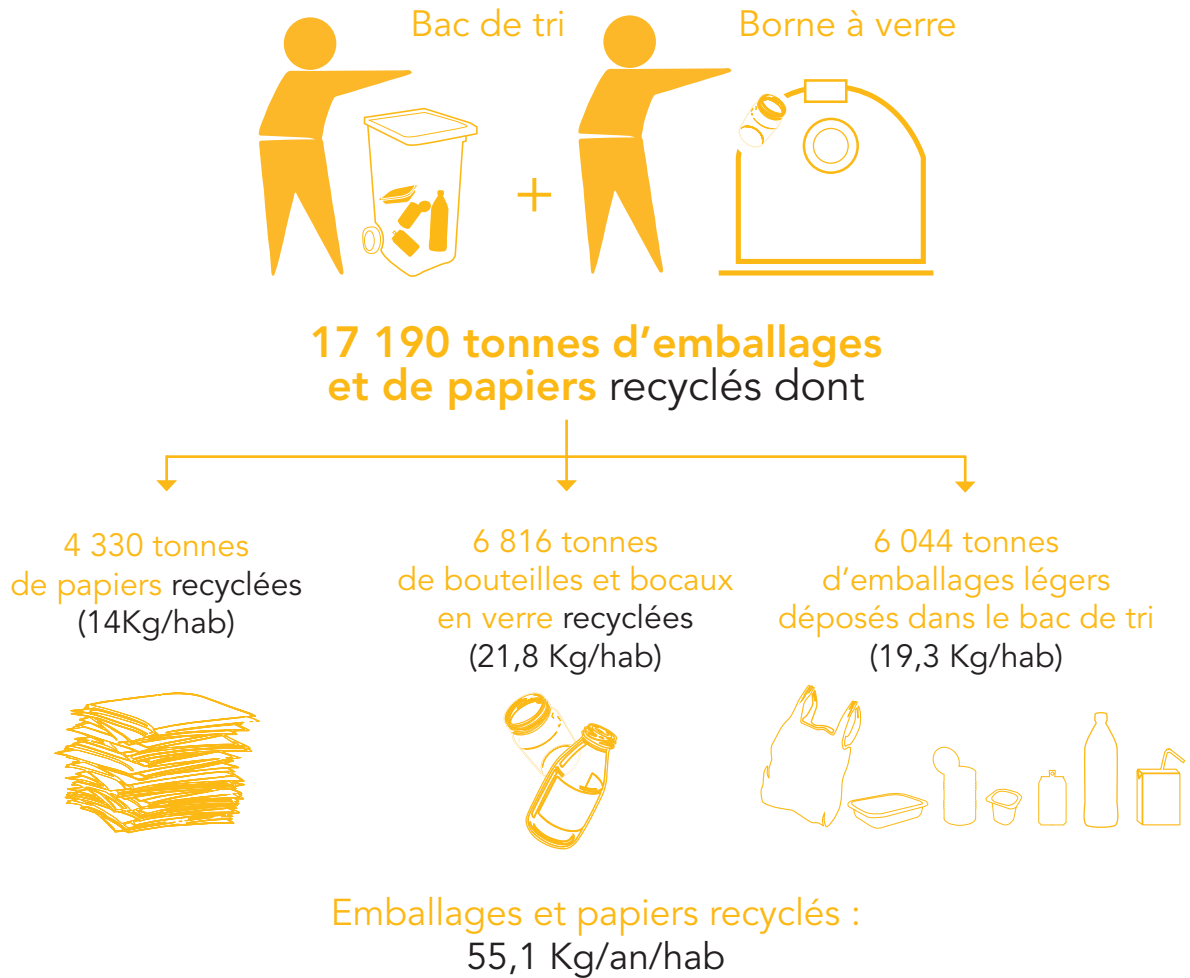 Bac de tri
Borne à verre
+
17 190 tonnes d’emballages
et de papiers recyclés dont
4 330 tonnes
de papiers recyclées
(14Kg/hab)
6 816 tonnes
de bouteilles et bocaux
en verre recyclées
(21,8 Kg/hab)
6 044 tonnes
d’emballages légers
déposés dans le bac de tri
(19,3 Kg/hab)
Emballages et papiers recyclés :
55,1 Kg/an/hab